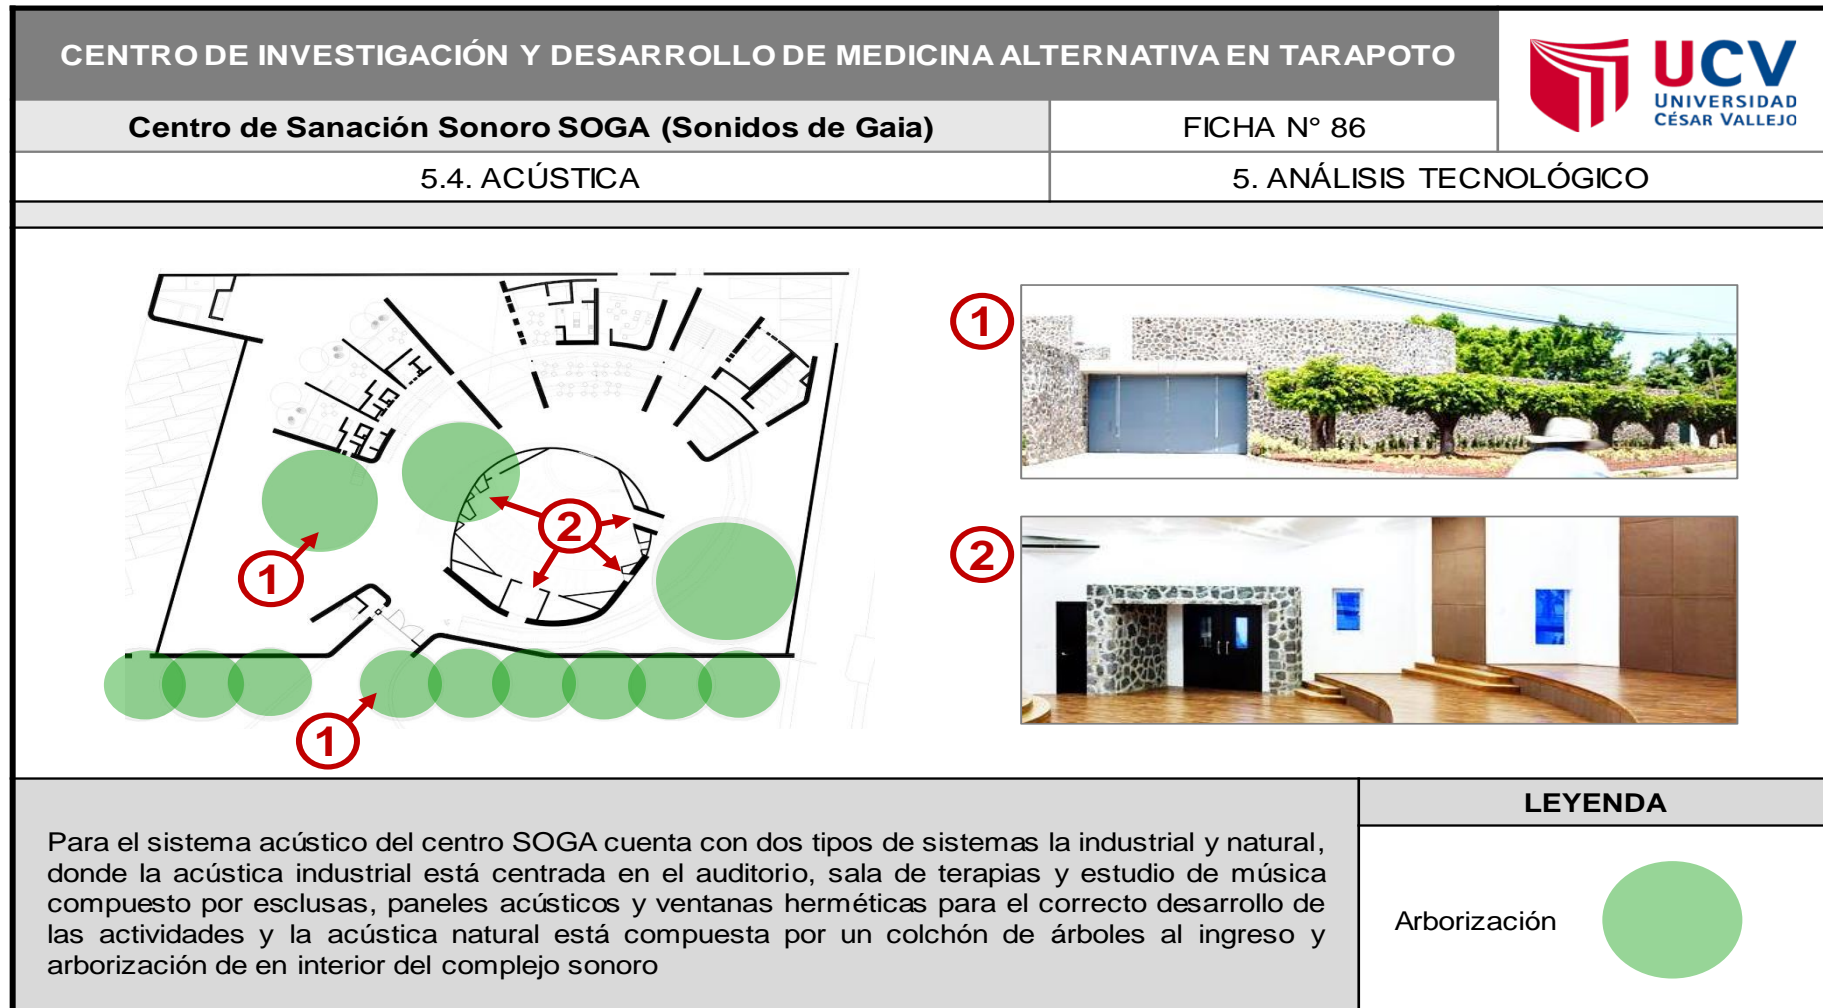 CENTRO DE INVESTIGACIÓN Y DESARROLLO DE MEDICINA ALTERNATIVA EN TARAPOTO
UCV
UNIVERSIDAD
CÉSAR VALLEJO
Centro de Sanación Sonoro SOGA (Sonidos de Gaia)
FICHA N° 86
5.4. ACÚSTICA
5. ANÁLISIS TECNOLÓGICO
1
2
1
2
1
1
LEYENDA
Para el sistema acústico del centro SOGA cuenta con dos tipos de sistemas la industrial y natural,
donde la acústica industrial está centrada en el auditorio, sala de terapias y estudio de música
compuesto por esclusas, paneles acústicos y ventanas herméticas para el correcto desarrollo de
las actividades y la acústica natural está compuesta por un colchón de árboles al ingreso y
arborización de en interior del complejo sonoro
Arborización